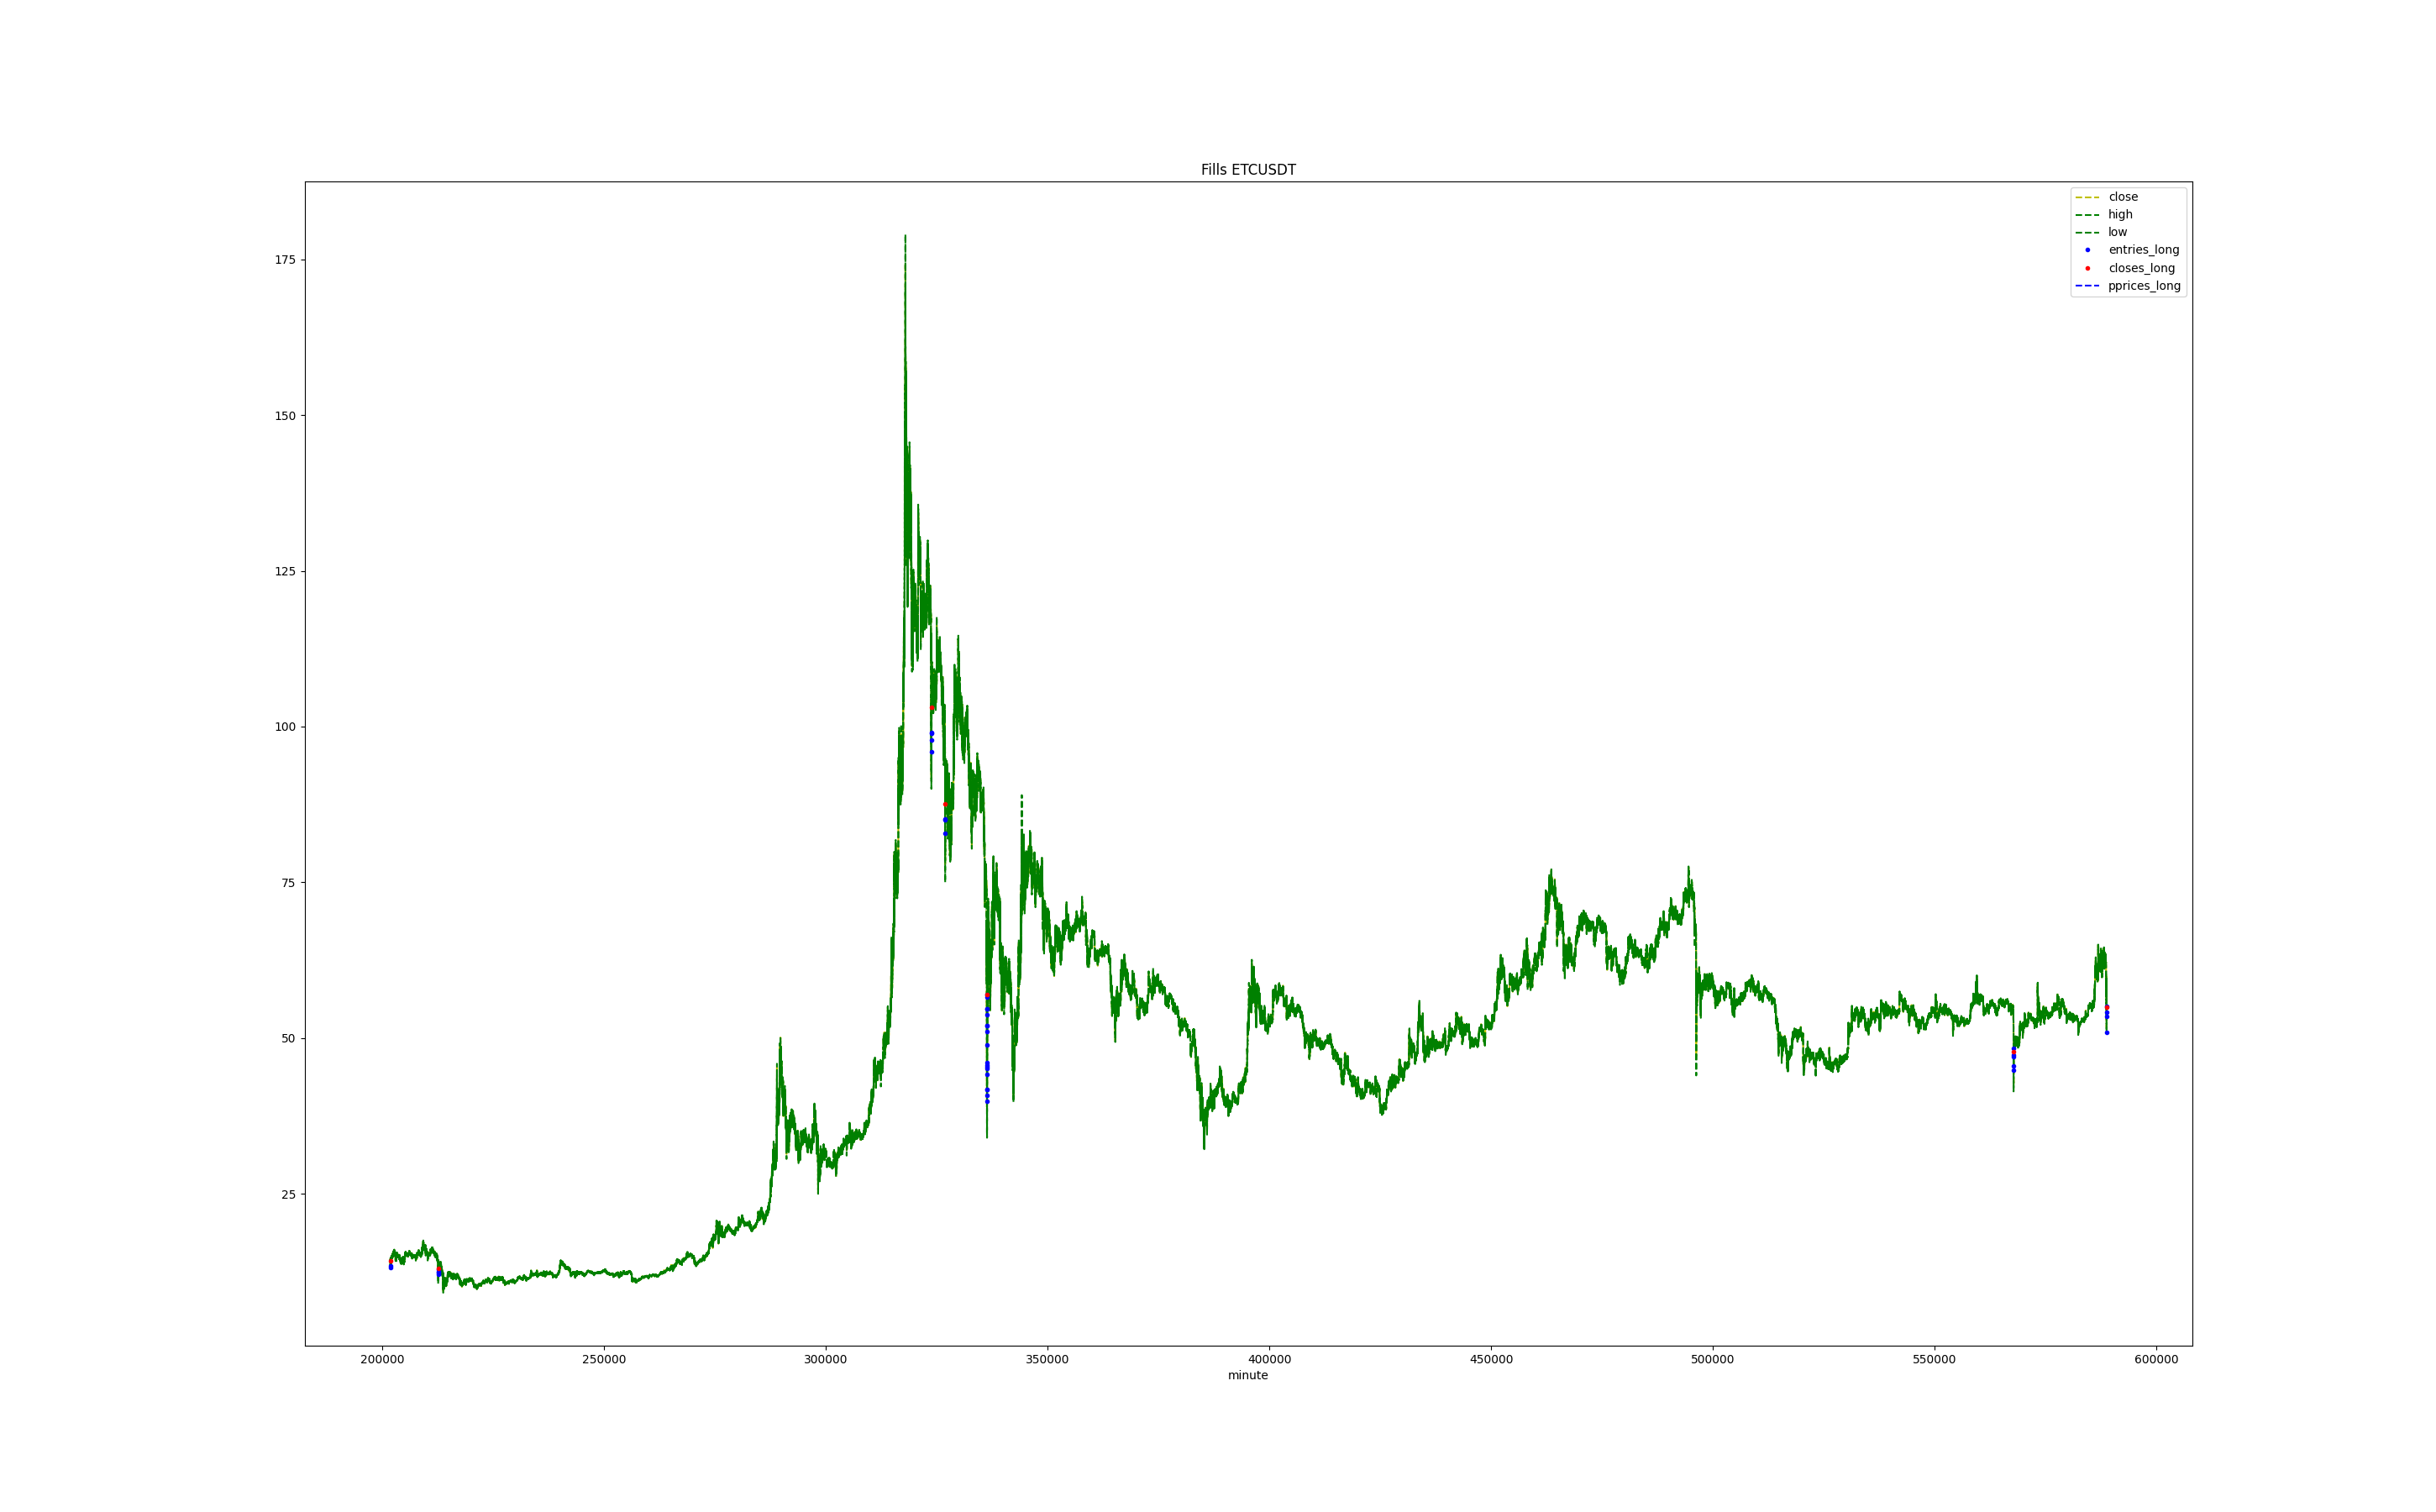 Fills ETCUSDT
close
high
low
entries_long
closes_long
pprices_long
175
150
125
100
75
50
25
200000 250000 300000 350000 400000 450000 500000 550000 600000
minute